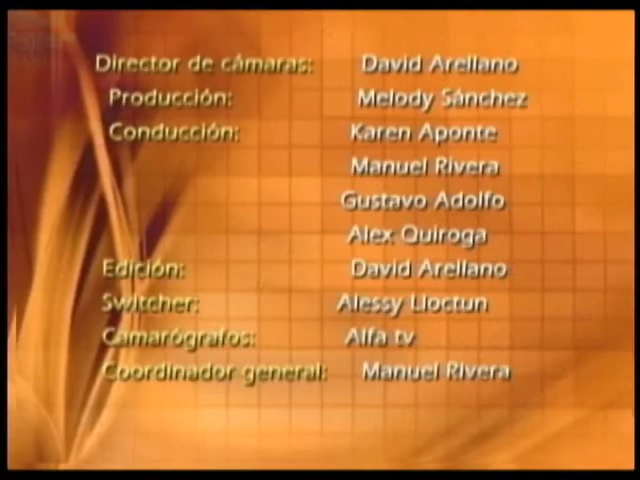 Director de cámaras: David Arellano
Producción: Melody Sánchez
Conducción: Karen Aponte
Manuel Rivera
Gustavo Adolfo
Alex Quiroga
Edición: David Arellano
Switcher: Alessy Lloctun
Camarógrafos: Alfa tv
Coordinador general: Manuel Rivera